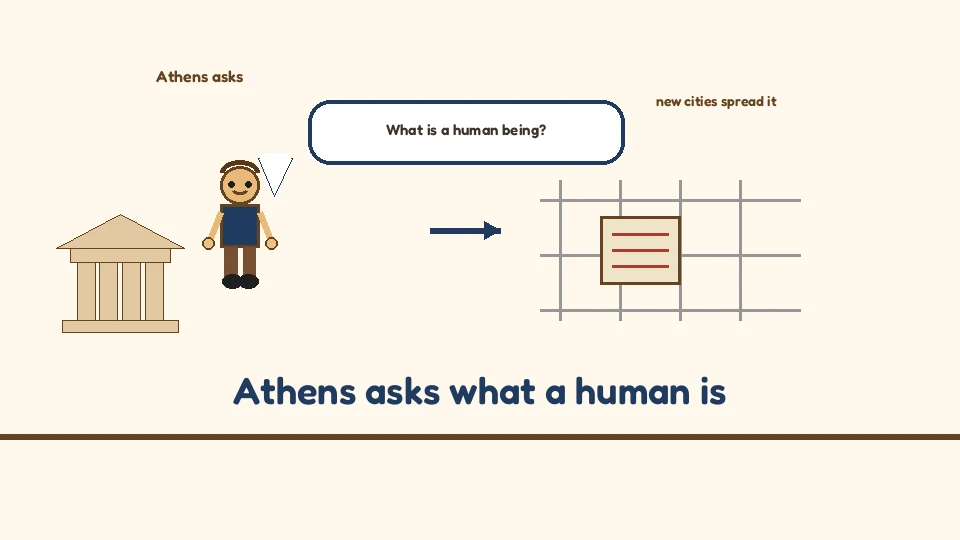 Athens asks
new cities spread it
What is a human being?
Athens asks what a human is